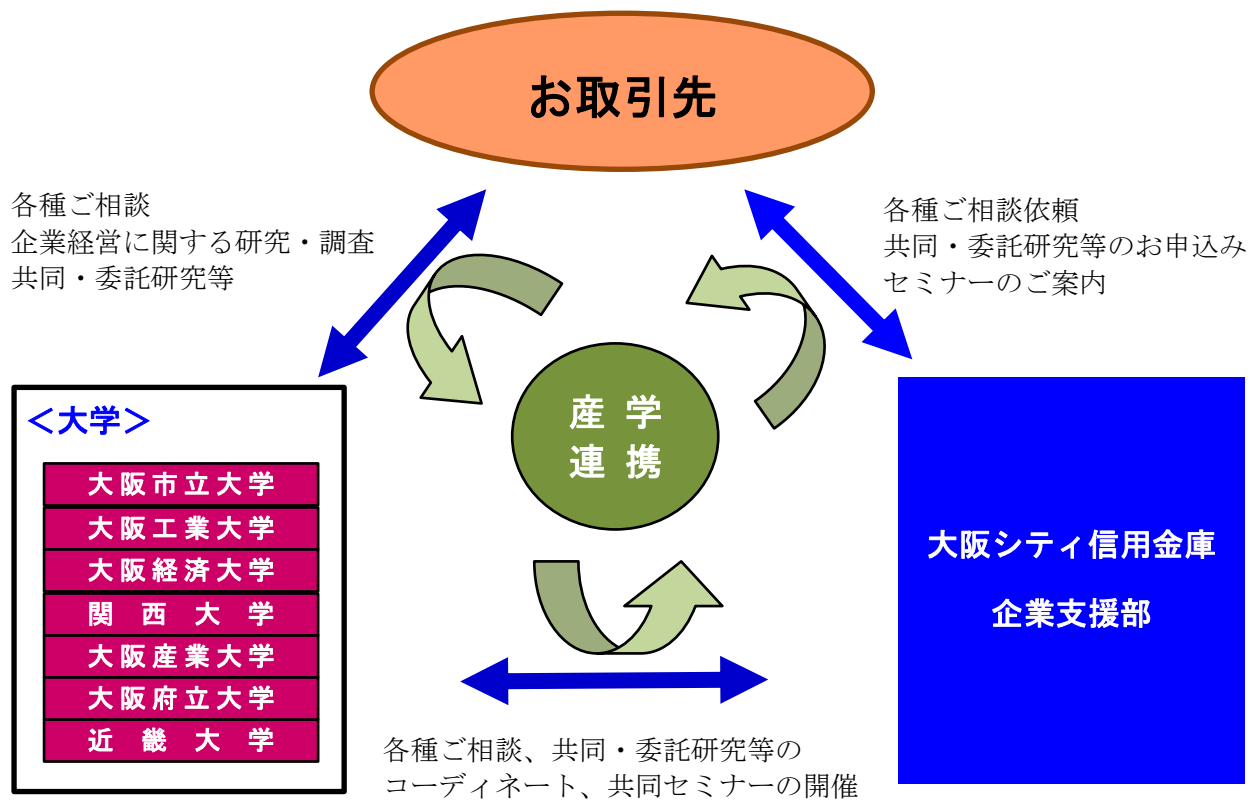 お取引先
各種ご相談
企業経営に関する研究・調査
共同・委託研究等
各種ご相談依頼
共同・委託研究等のお申込み
セミナーのご案内
産学
連携
<大学>
大阪市立大学
大阪工業大学
大阪経済大学
関西大学
大阪産業大学
大阪府立大学
近畿大学
大阪シティ信用金庫
企業支援部
各種ご相談、共同・委託研究等の
コーディネート、共同セミナーの開催